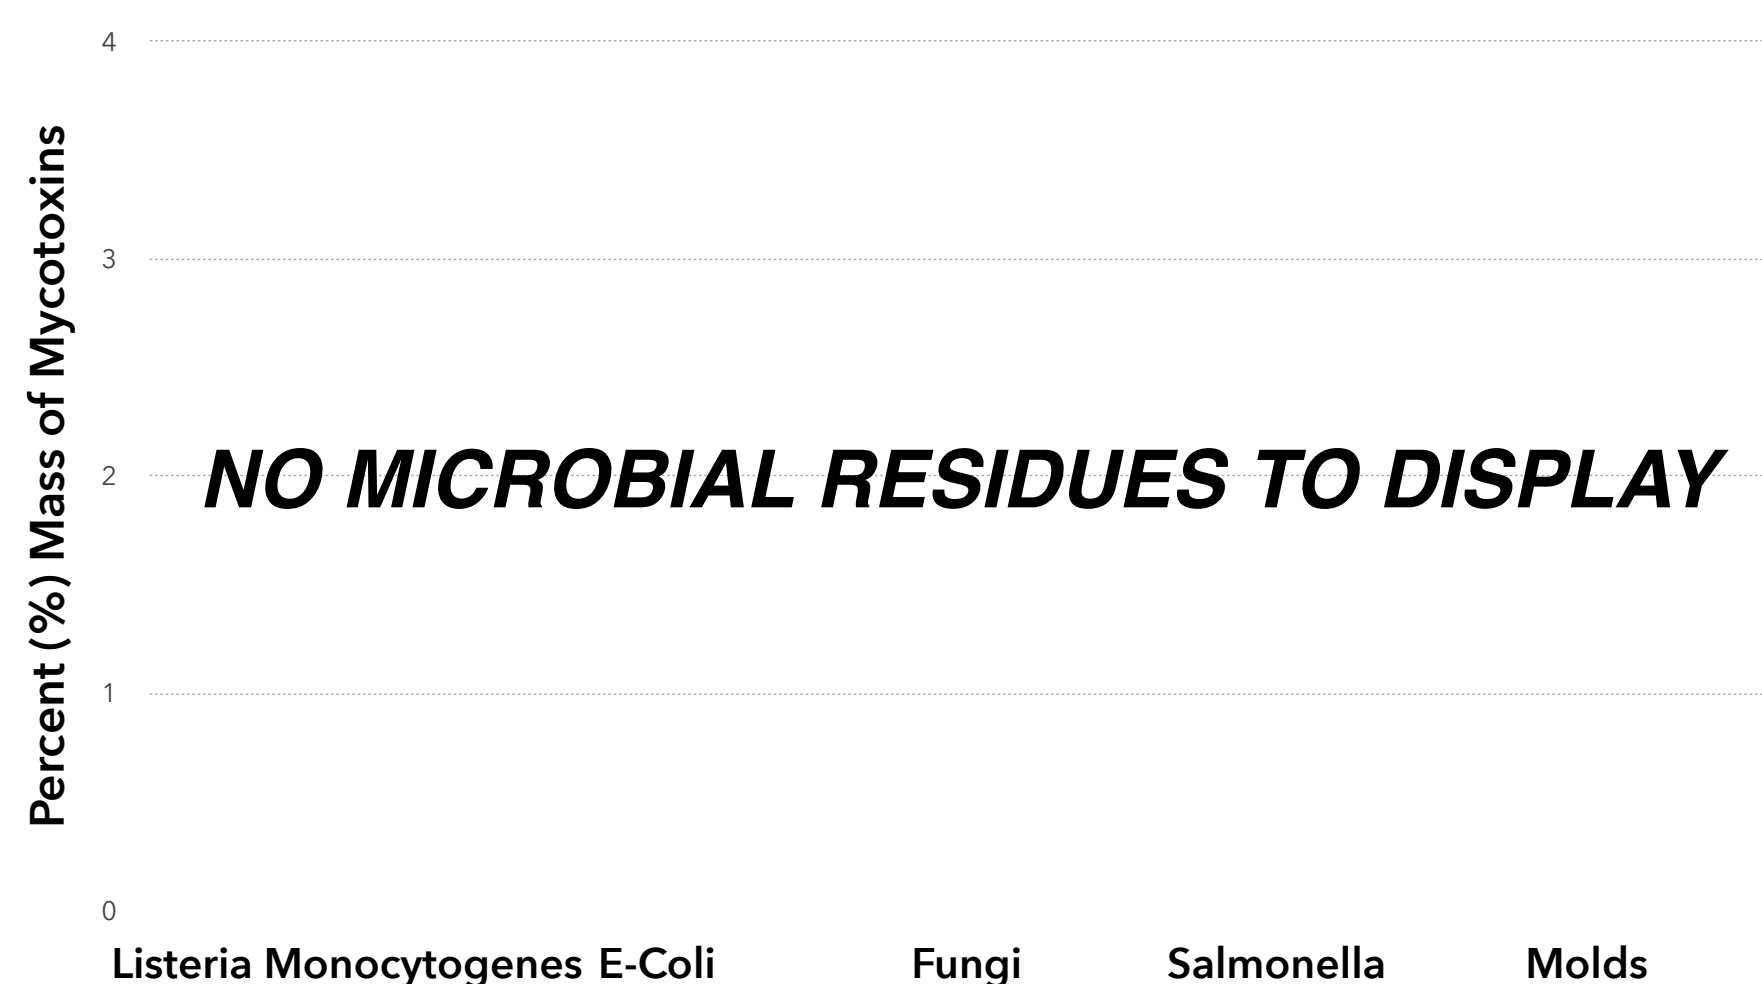 Percent (%) Mass of Mycotoxins
4
3
2
1
0
NO MICROBIAL RESIDUES TO DISPLAY
Listeria Monocytogenes E-Coli Fungi Salmonella Molds